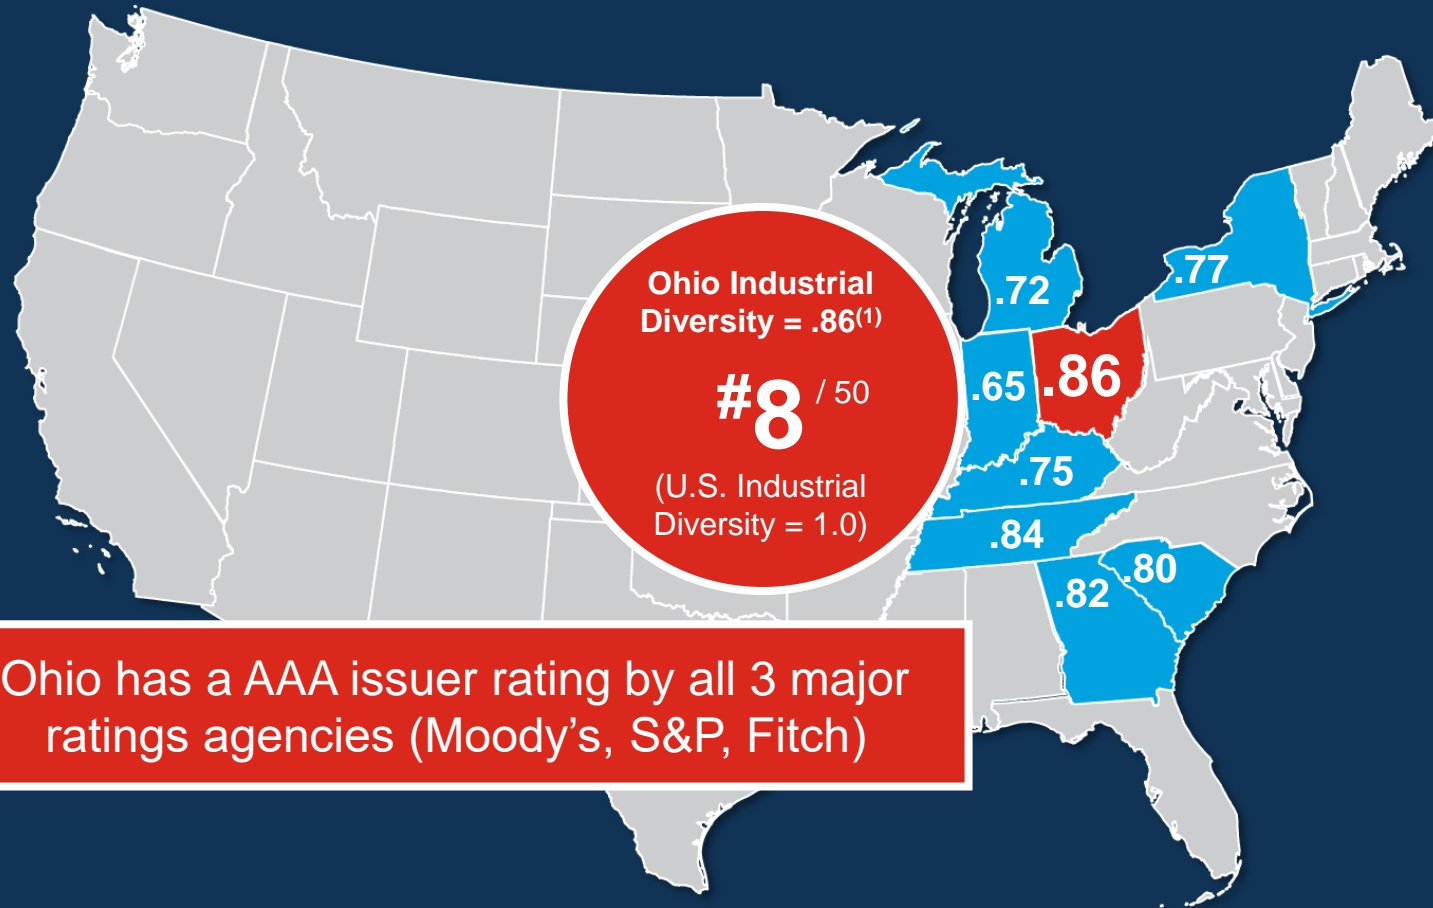 Ohio Industrial
Diversity = .86(1)
#8 / 50
(U.S. Industrial
Diversity = 1.0)
.72
.77
.65
.86
.75
.84
.80
.82
Ohio has a AAA issuer rating by all 3 major
ratings agencies (Moody’s, S&P, Fitch)